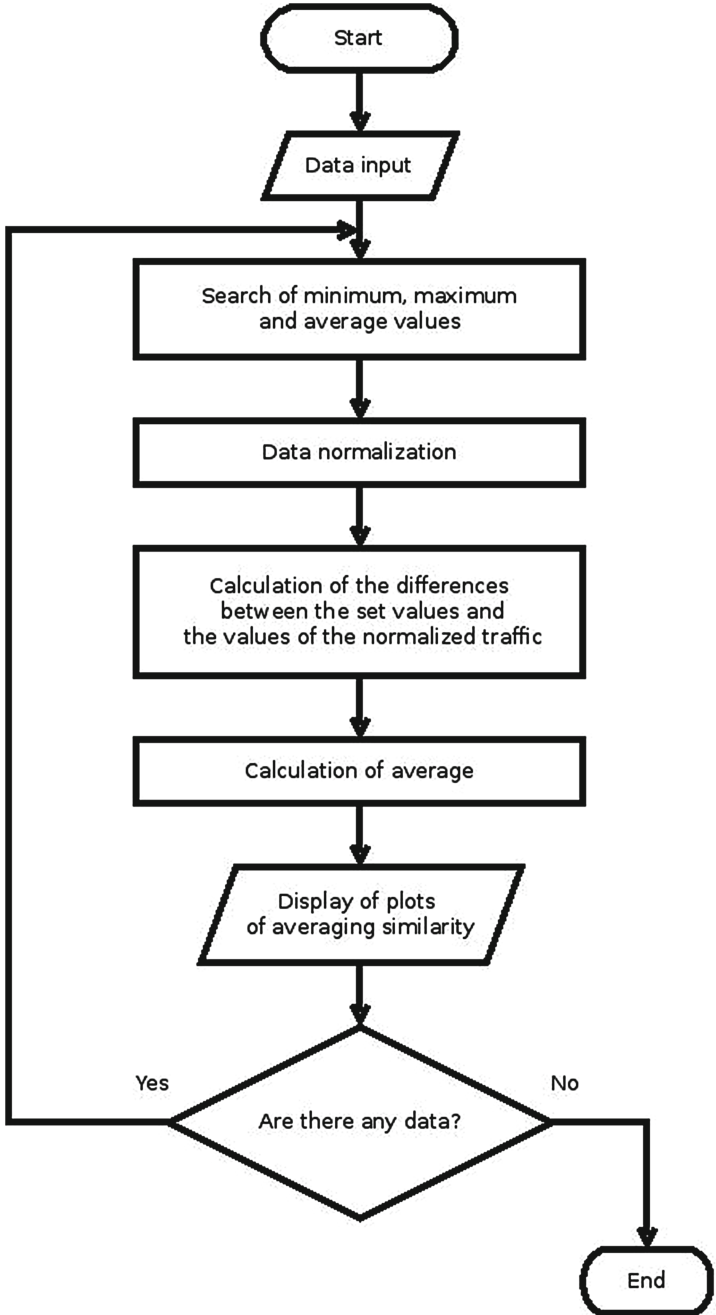 Start
Data input
Search of minimum, maximum
and average values
Data normalization
Calculation of the differences
between the set values and
the values of the normalized traffic
Calculation of average
Display of plots
of averaging similarity
Yes
No
Are there any data?
End